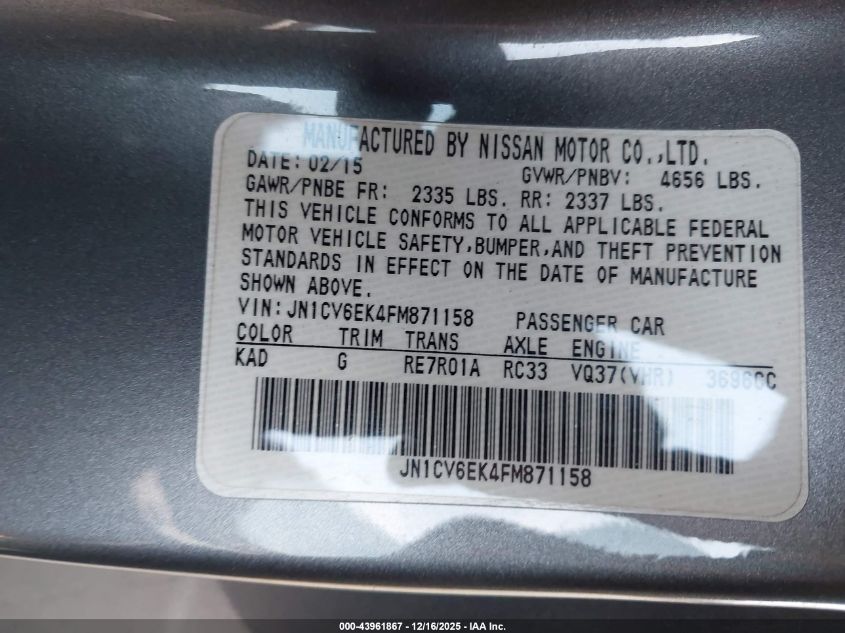 MANUFACTURED BY NISSAN MOTOR CO.,LTD.
DATE: 02/15 GVWR/PNBV: 4656 LBS.
GAWR/PNBE FR: 2335 LBS. RR: 2337 LBS.
THIS VEHICLE CONFORMS TO ALL APPLICABLE FEDERAL
MOTOR VEHICLE SAFETY,BUMPER,AND THEFT PREVENTION
STANDARDS IN EFFECT ON THE DATE OF MANUFACTURE
SHOWN ABOVE.
VIN:JN1CV6EK4FM871158 PASSENGER CAR
COLOR TRIM TRANS AXLE ENGINE
KAD G RE7R01A RC33 VQ37(VHR) 3696CC
JN1CV6EK4FM871158
000-43961867 - 12/16/2025 - IAA Inc.